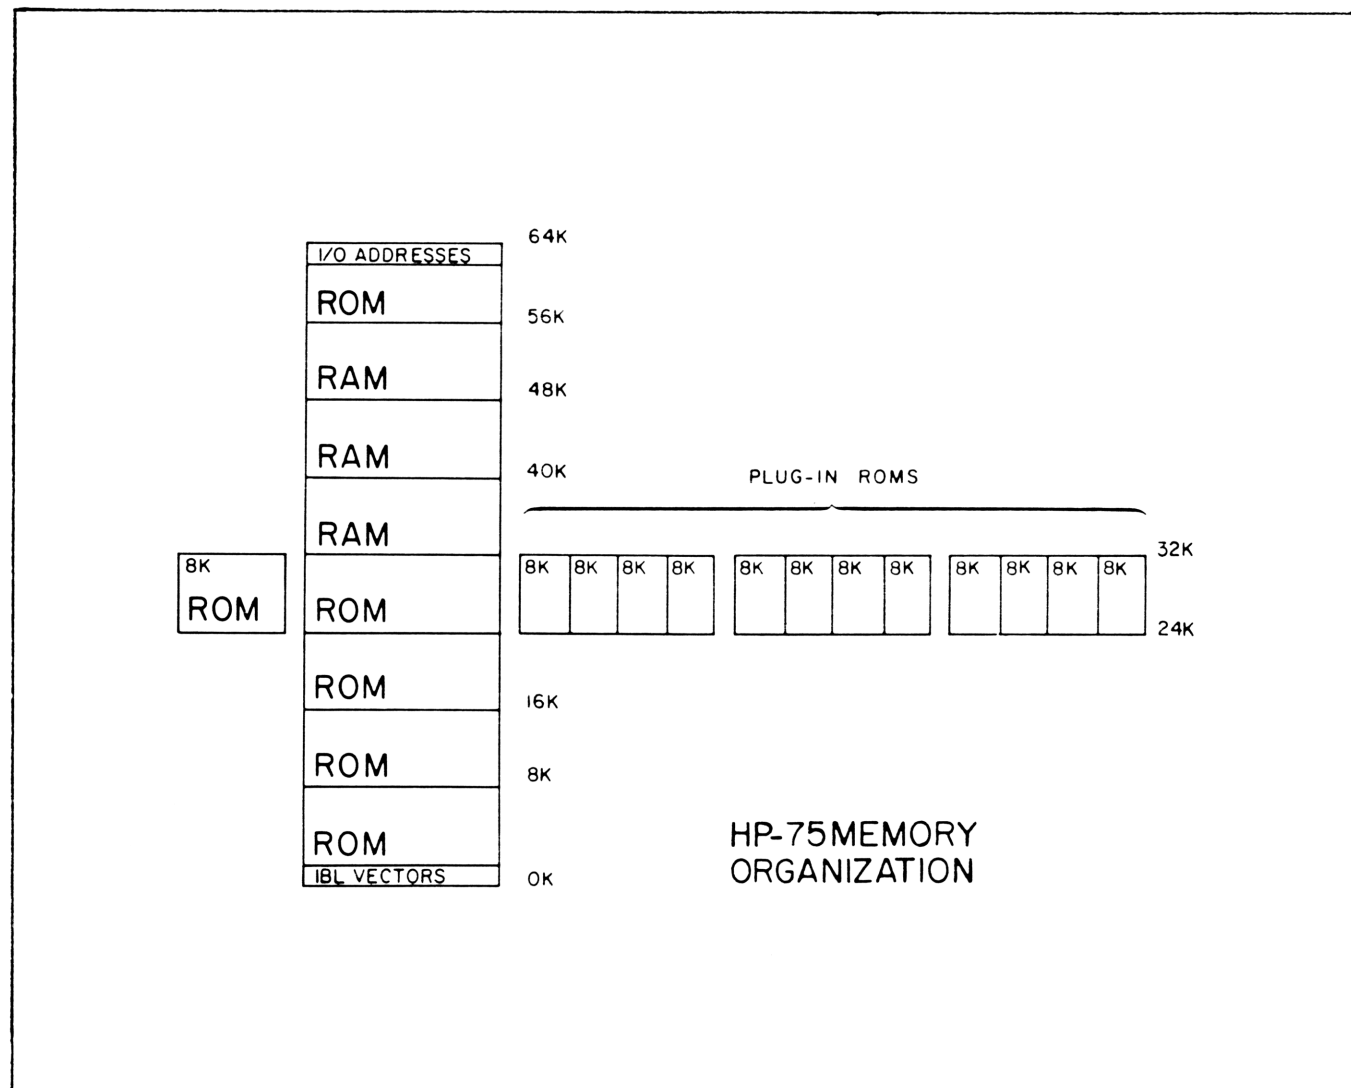 64K
I/O ADDRESSES
ROM
56K
RAM
48K
RAM
40K
PLUG-IN ROMS
RAM
32K
8K
ROM
ROM
8K 8K 8K 8K 8K 8K 8K 8K 8K 8K 8K 8K
24K
ROM
16K
ROM
8K
ROM
IBL VECTORS
0K
HP-75 MEMORY
ORGANIZATION